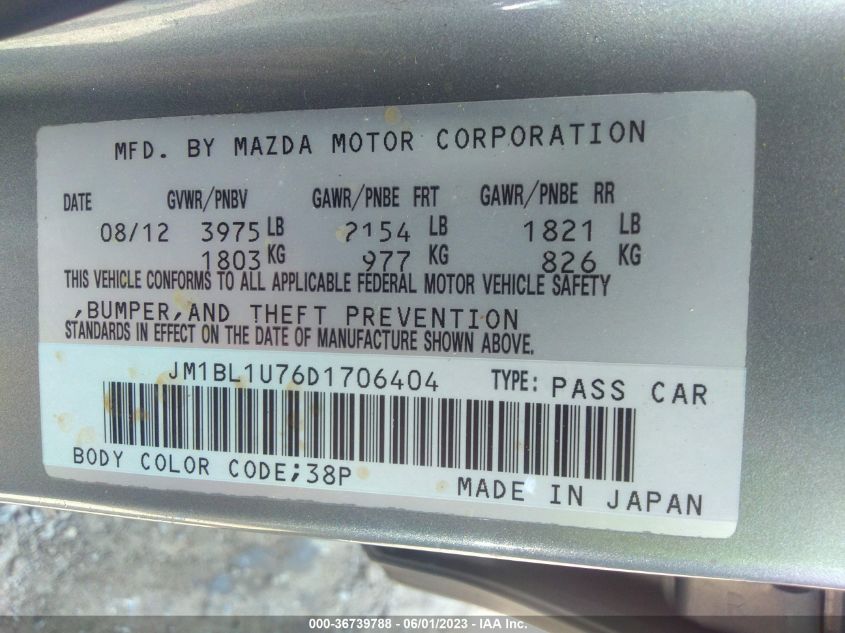 MFD. BY MAZDA MOTOR CORPORATION
DATE GVWR/PNBV GAWR/PNBE FRT GAWR/PNBE RR
08/12 3975 LB 2154 LB 1821 LB
1803 KG 977 KG 826 KG
THIS VEHICLE CONFORMS TO ALL APPLICABLE FEDERAL MOTOR VEHICLE SAFETY
,BUMPER,AND THEFT PREVENTION
STANDARDS IN EFFECT ON THE DATE OF MANUFACTURE SHOWN ABOVE.
JM1BL1U76D1706404 TYPE: PASS CAR
BODY COLOR CODE;38P
MADE IN JAPAN
000-36739788 - 06/01/2023 - IAA Inc.